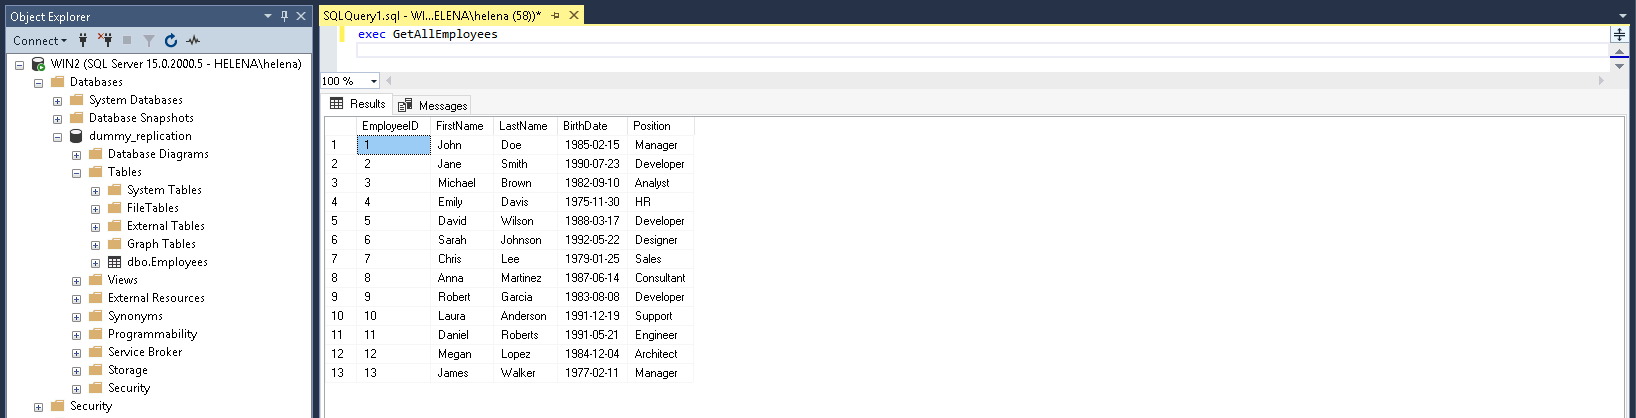 Object Explorer
Connect
WIN2 (SQL Server 15.0.2000.5 - HELENA\helena)
Databases
System Databases
Database Snapshots
dummy_replication
Database Diagrams
Tables
System Tables
FileTables
External Tables
Graph Tables
dbo.Employees
Views
External Resources
Synonyms
Programmability
Service Broker
Storage
Security
Security
SQLQuery1.sql - WI...ELENA\helena (58))*
exec GetAllEmployees
100 %
Results Messages
EmployeeID FirstName LastName BirthDate Position
1 1 John Doe 1985-02-15 Manager
2 2 Jane Smith 1990-07-23 Developer
3 3 Michael Brown 1982-09-10 Analyst
4 4 Emily Davis 1975-11-30 HR
5 5 David Wilson 1988-03-17 Developer
6 6 Sarah Johnson 1992-05-22 Designer
7 7 Chris Lee 1979-01-25 Sales
8 8 Anna Martinez 1987-06-14 Consultant
9 9 Robert Garcia 1983-08-08 Developer
10 10 Laura Anderson 1991-12-19 Support
11 11 Daniel Roberts 1991-05-21 Engineer
12 12 Megan Lopez 1984-12-04 Architect
13 13 James Walker 1977-02-11 Manager